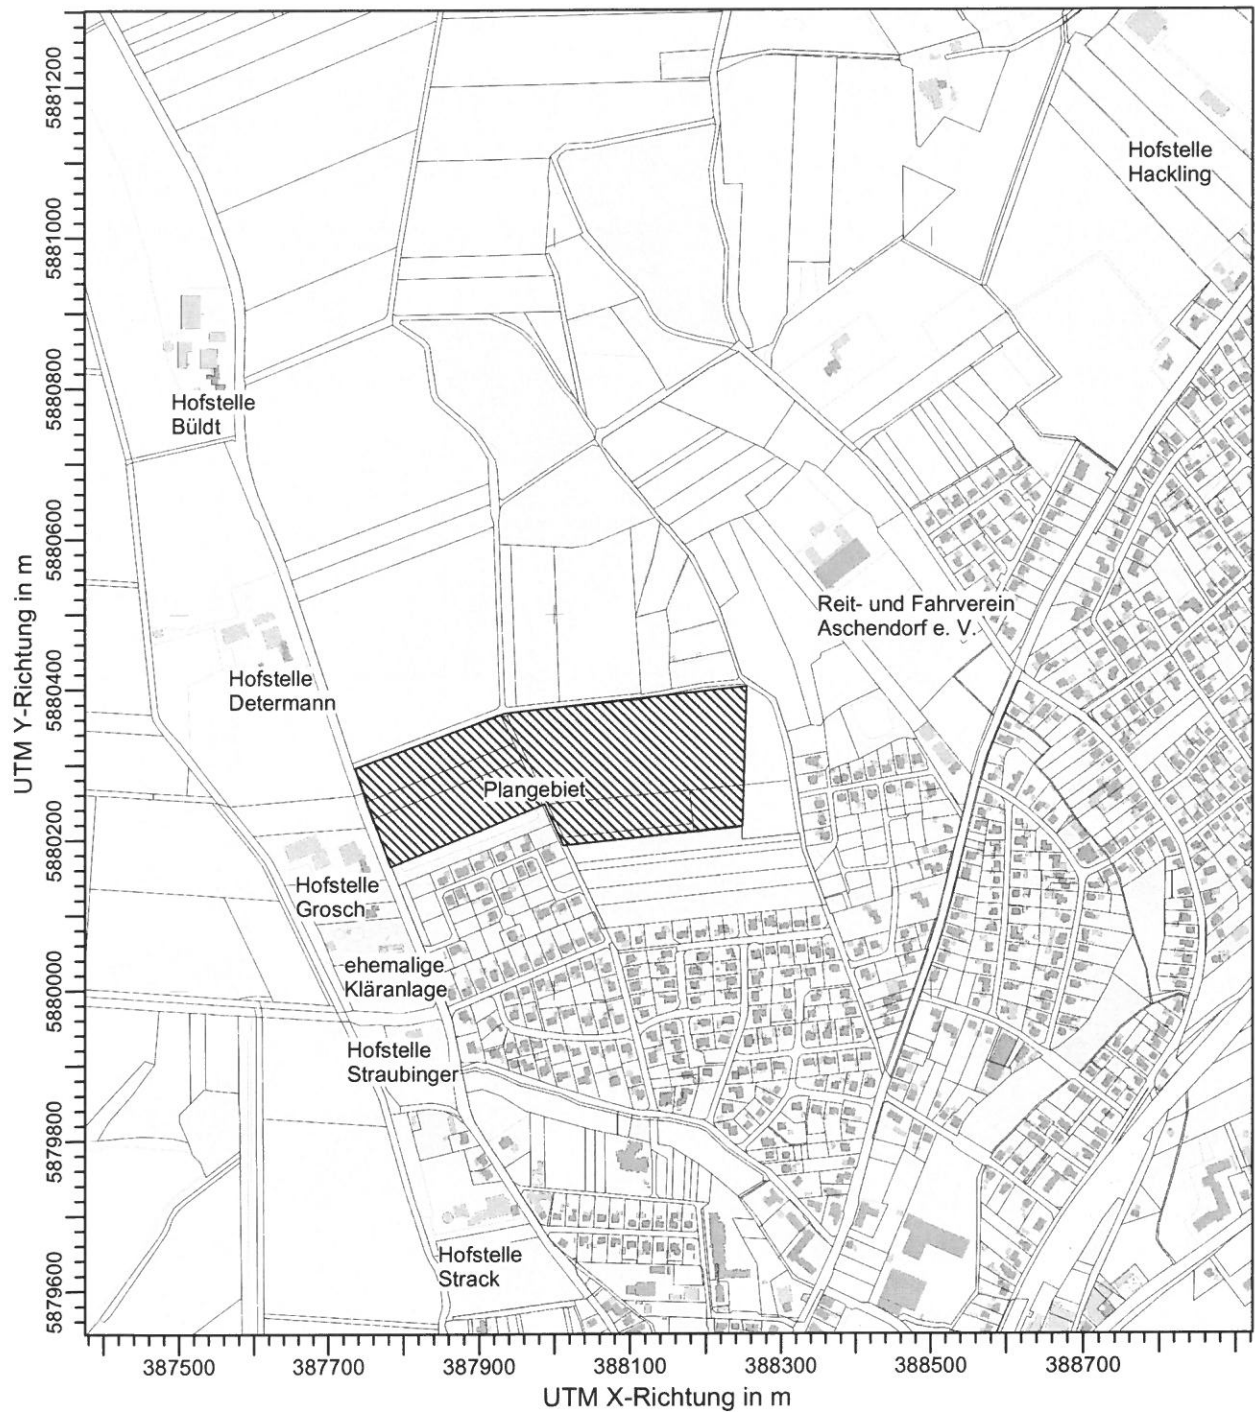 5881200
5881000
5880800
5880600
5880400
5880200
5880000
5879800
5879600
UTM Y-Richtung in m
Hofstelle
Hackling
Hofstelle
Büldt
Reit- und Fahrverein
Aschendorf e. V.
Hofstelle
Determann
Plangebiet
Hofstelle
Grosch
ehemalige
Kläranlage
Hofstelle
Straubinger
Hofstelle
Strack
387500
387700
387900
388100
388300
388500
388700
UTM X-Richtung in m